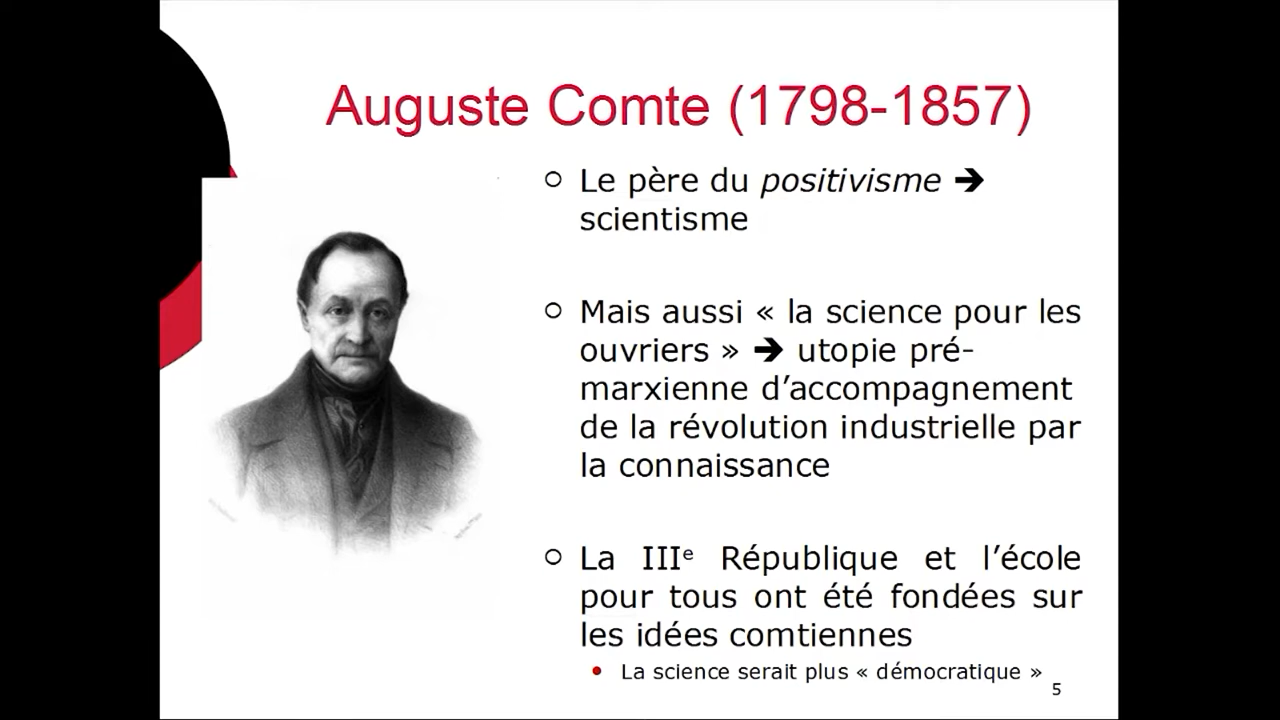 Auguste Comte (1798-1857)
Le père du positivisme ➔
scientisme
Mais aussi « la science pour les
ouvriers » ➔ utopie pré-
marxienne d’accompagnement
de la révolution industrielle par
la connaissance
La IIIᵉ République et l’école
pour tous ont été fondées sur
les idées comtiennes
La science serait plus « démocratique »
5